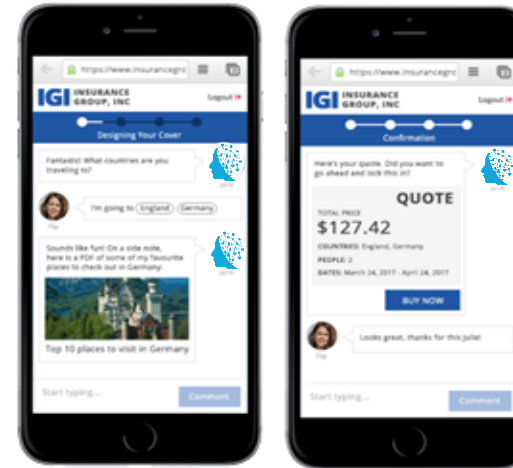 https://www.insurancegro
IGI INSURANCE
GROUP, INC
Logout
Designing Your Cover
Fantastic! What countries are you
traveling to?
Julie
I'm going to England Germany
Sounds like fun! On a side note,
here is a PDF of some of my favourite
places to check out in Germany:
Julie
Top 10 places to visit in Germany
Start typing...
Comment
https://www.insurancegro
IGI INSURANCE
GROUP, INC
Logout
Confirmation
Here's your quote. Did you want to
go ahead and lock this in?
Julie
QUOTE
TOTAL PRICE
$127.42
COUNTRIES: England, Germany
PEOPLE: 2
DATES: March 24, 2017 - April 24, 2017
BUY NOW
Looks great, thanks for this Julie!
Start typing...
Comment